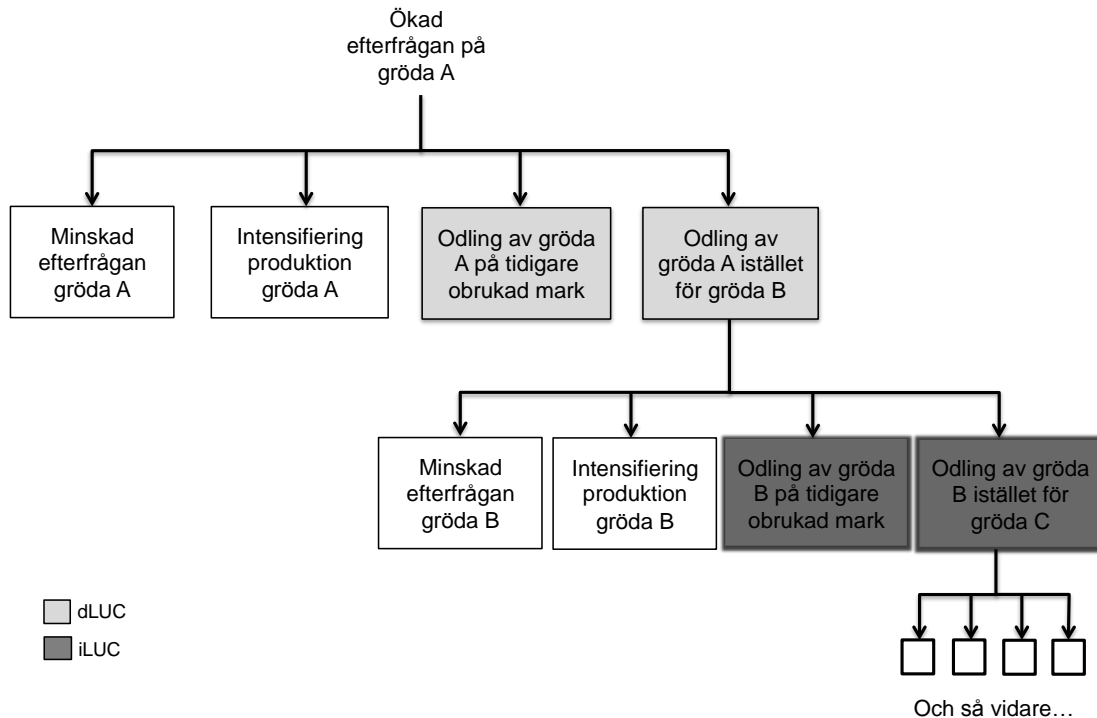 Ökad
efterfrågan på
gröda A
Minskad
efterfrågan
gröda A
Intensifiering
produktion
gröda A
Odling av gröda
A på tidigare
obrukad mark
Odling av
gröda A istället
för gröda B
Minskad
efterfrågan
gröda B
Intensifiering
produktion
gröda B
Odling av gröda
B på tidigare
obrukad mark
Odling av gröda
B istället för
gröda C
dLUC
iLUC
Och så vidare…